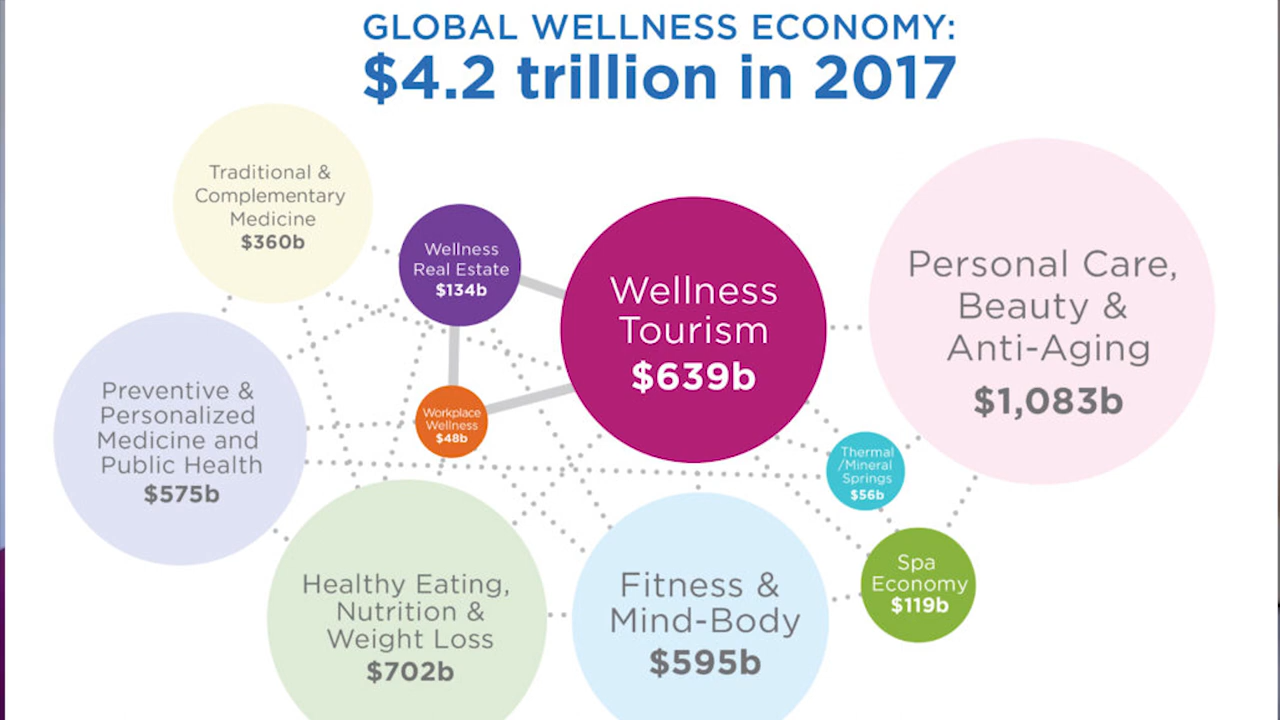 GLOBAL WELLNESS ECONOMY:
$4.2 trillion in 2017
Traditional &
Complementary
Medicine
$360b
Wellness
Real Estate
$134b
Wellness
Tourism
$639b
Personal Care,
Beauty &
Anti-Aging
$1,083b
Preventive &
Personalized
Medicine and
Public Health
$575b
Workplace
Wellness
$48b
Thermal
/Mineral
Springs
$56b
Healthy Eating,
Nutrition &
Weight Loss
$702b
Fitness &
Mind-Body
$595b
Spa
Economy
$119b